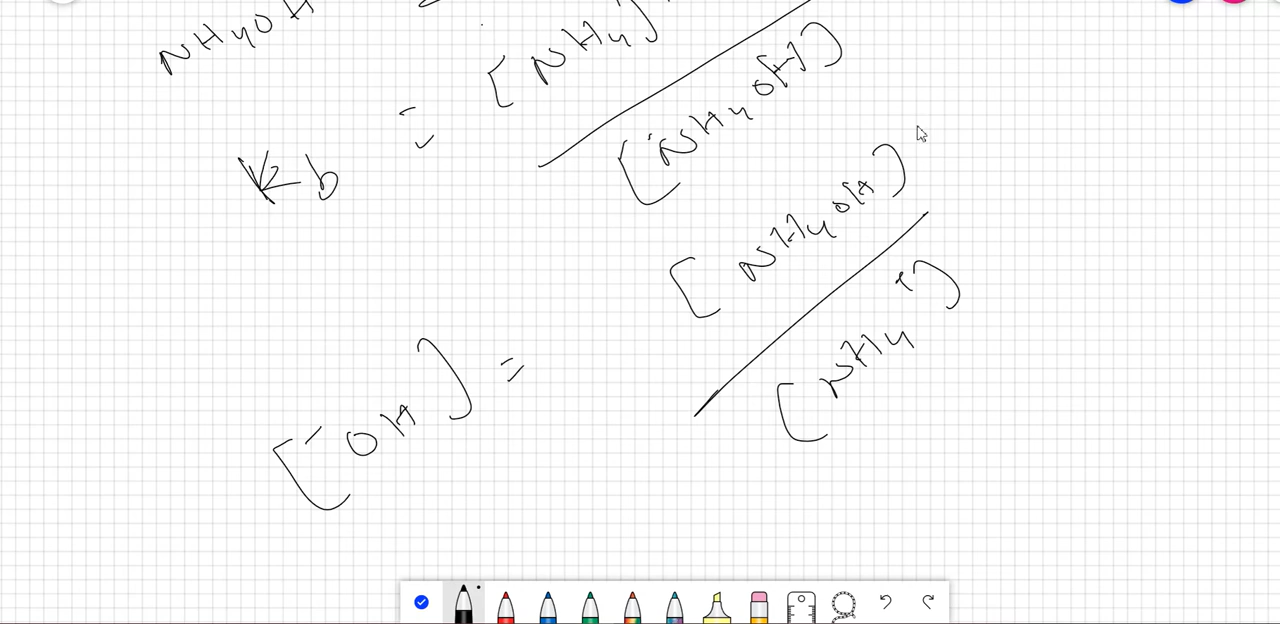 NH4OH
Kb = [NH4]
[NH4OH]
[-OH] = [NH4OH]
[NH4+]